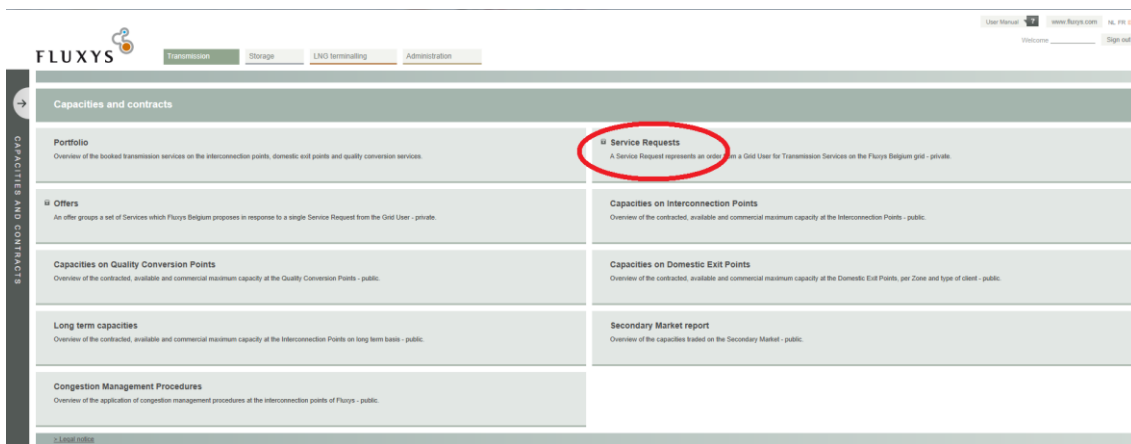 User Manual ? www.fluxys.com NL FR
Welcome Sign out
FLUXYS
Transmission Storage LNG terminalling Administration
CAPACITIES AND CONTRACTS
Capacities and contracts
Portfolio
Overview of the booked transmission services on the interconnection points, domestic exit points and quality conversion services.
Service Requests
A Service Request represents an order from a Grid User for Transmission Services on the Fluxys Belgium grid - private.
Offers
An offer groups a set of Services which Fluxys Belgium proposes in response to a single Service Request from the Grid User - private.
Capacities on Interconnection Points
Overview of the contracted, available and commercial maximum capacity at the Interconnection Points - public.
Capacities on Quality Conversion Points
Overview of the contracted, available and commercial maximum capacity at the Quality Conversion Points - public.
Capacities on Domestic Exit Points
Overview of the contracted, available and commercial maximum capacity at the Domestic Exit Points, per Zone and type of client - public.
Long term capacities
Overview of the contracted, available and commercial maximum capacity at the Interconnection Points on long term basis - public.
Secondary Market report
Overview of the capacities traded on the Secondary Market - public.
Congestion Management Procedures
Overview of the application of congestion management procedures at the interconnection points of Fluxys - public.
> Legal notice